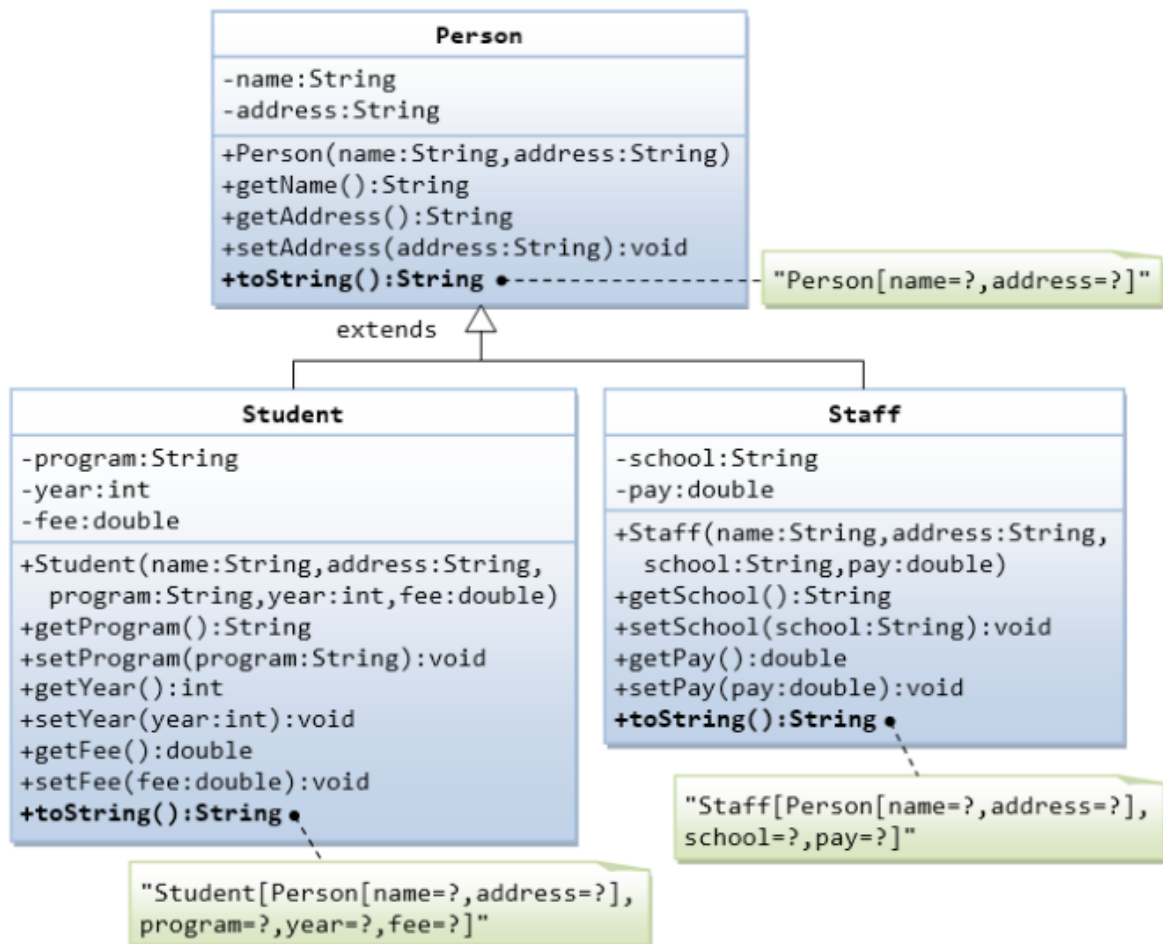 Person
-name:String
-address:String
+Person(name:String,address:String)
+getName():String
+getAddress():String
+setAddress(address:String):void
+toString():String
"Person[name=?,address=?]"
extends
Student
-program:String
-year:int
-fee:double
+Student(name:String,address:String,
program:String,year:int,fee:double)
+getProgram():String
+setProgram(program:String):void
+getYear():int
+setYear(year:int):void
+getFee():double
+setFee(fee:double):void
+toString():String
"Student[Person[name=?,address=?],
program=?,year=?,fee=?]"
Staff
-school:String
-pay:double
+Staff(name:String,address:String,
school:String,pay:double)
+getSchool():String
+setSchool(school:String):void
+getPay():double
+setPay(pay:double):void
+toString():String
"Staff[Person[name=?,address=?],
school=?,pay=?]"